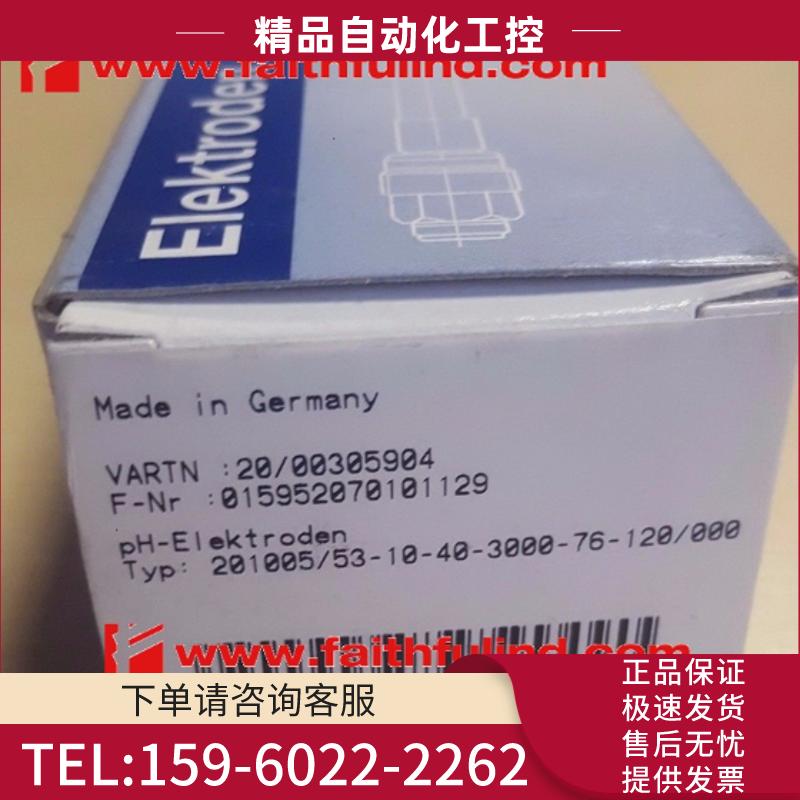 精品自动化工控
www.faithfulind.com
Elektroden
Made in Germany
VARTN :20/00305904
F-Nr :015952070101129
pH-Elektroden
Typ: 201005/53-10-40-3000-76-120/000
www.faithfulind.com
下单请咨询客服
TEL:159-6022-2262
正品保证
极速发货
售后无忧
提供发票